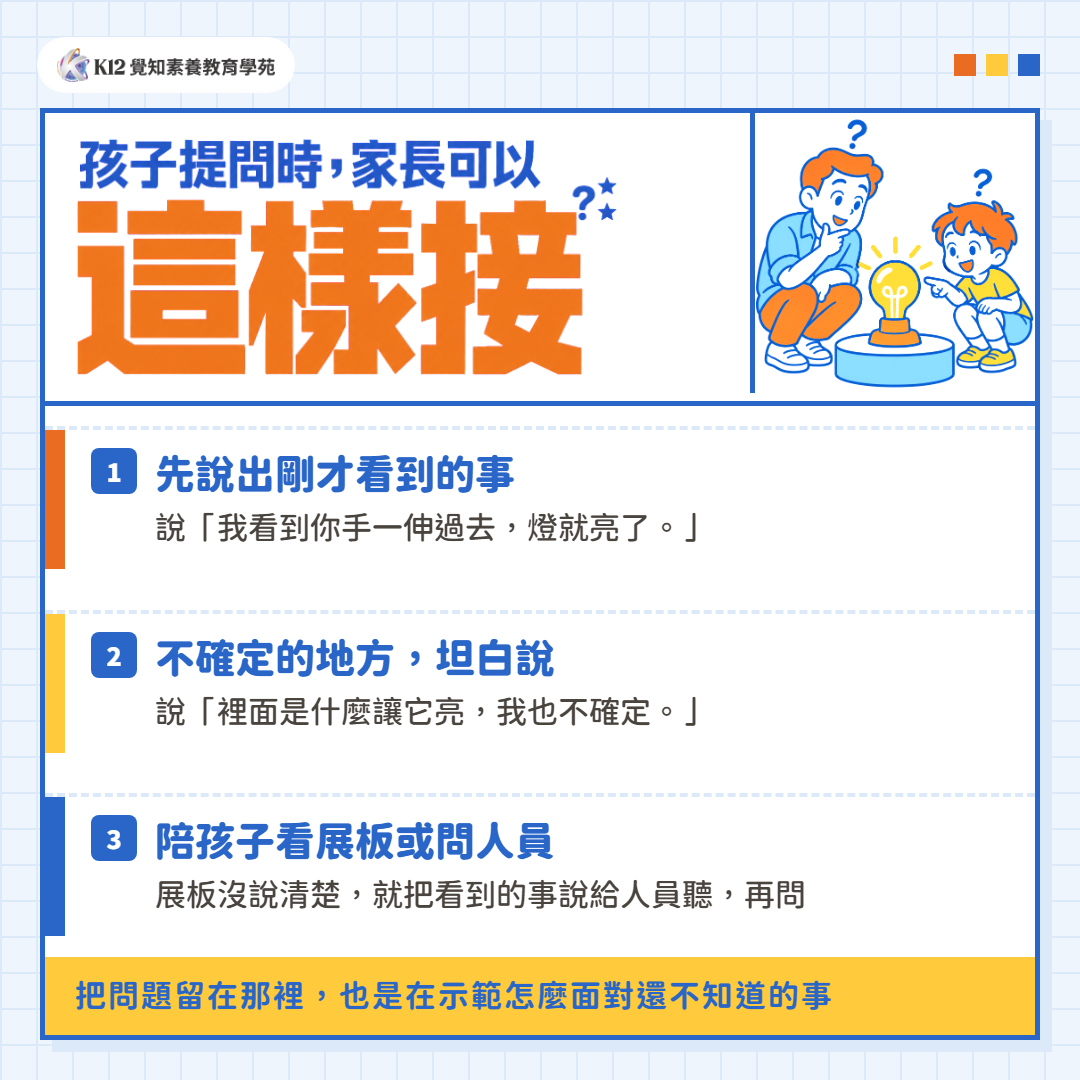 K12 覺知素養教育學苑
孩子提問時，家長可以
這樣接
?
?
?
1 先說出剛才看到的事
說「我看到你手一伸過去，燈就亮了。」
2 不確定的地方，坦白說
說「裡面是什麼讓它亮，我也不確定。」
3 陪孩子看展板或問人員
展板沒說清楚，就把看到的事說給人員聽，再問
把問題留在那裡，也是在示範怎麼面對還不知道的事